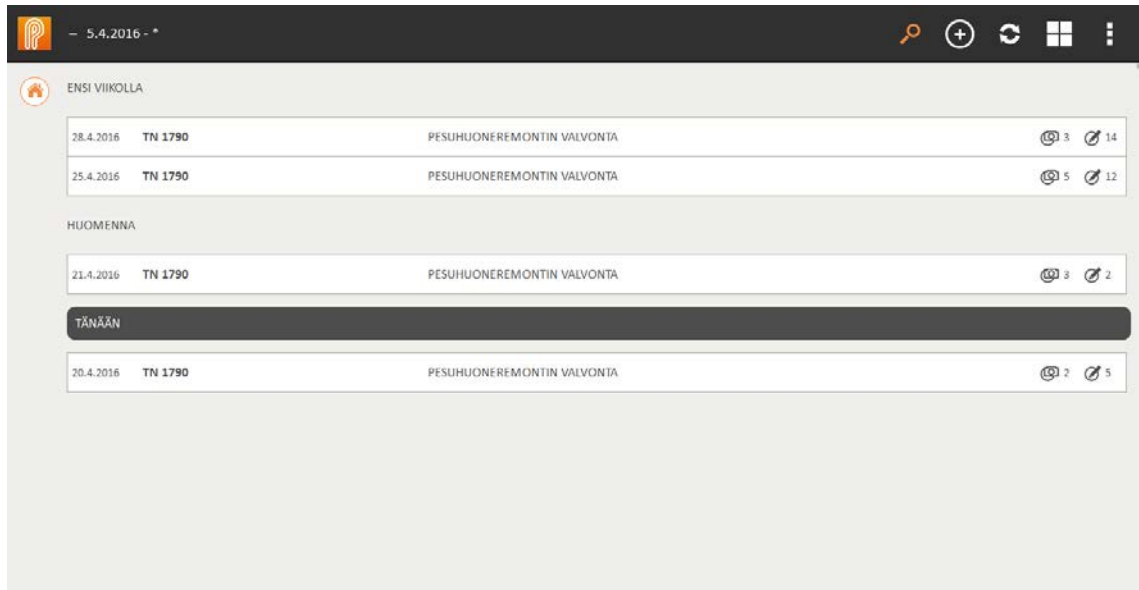 – 5.4.2016 - *
ENSI VIIKOLLA
28.4.2016 TN 1790 PESUHUONEREMONTIN VALVONTA 3 14
25.4.2016 TN 1790 PESUHUONEREMONTIN VALVONTA 5 12
HUOMENNA
21.4.2016 TN 1790 PESUHUONEREMONTIN VALVONTA 3 2
TÄNÄÄN
20.4.2016 TN 1790 PESUHUONEREMONTIN VALVONTA 2 5